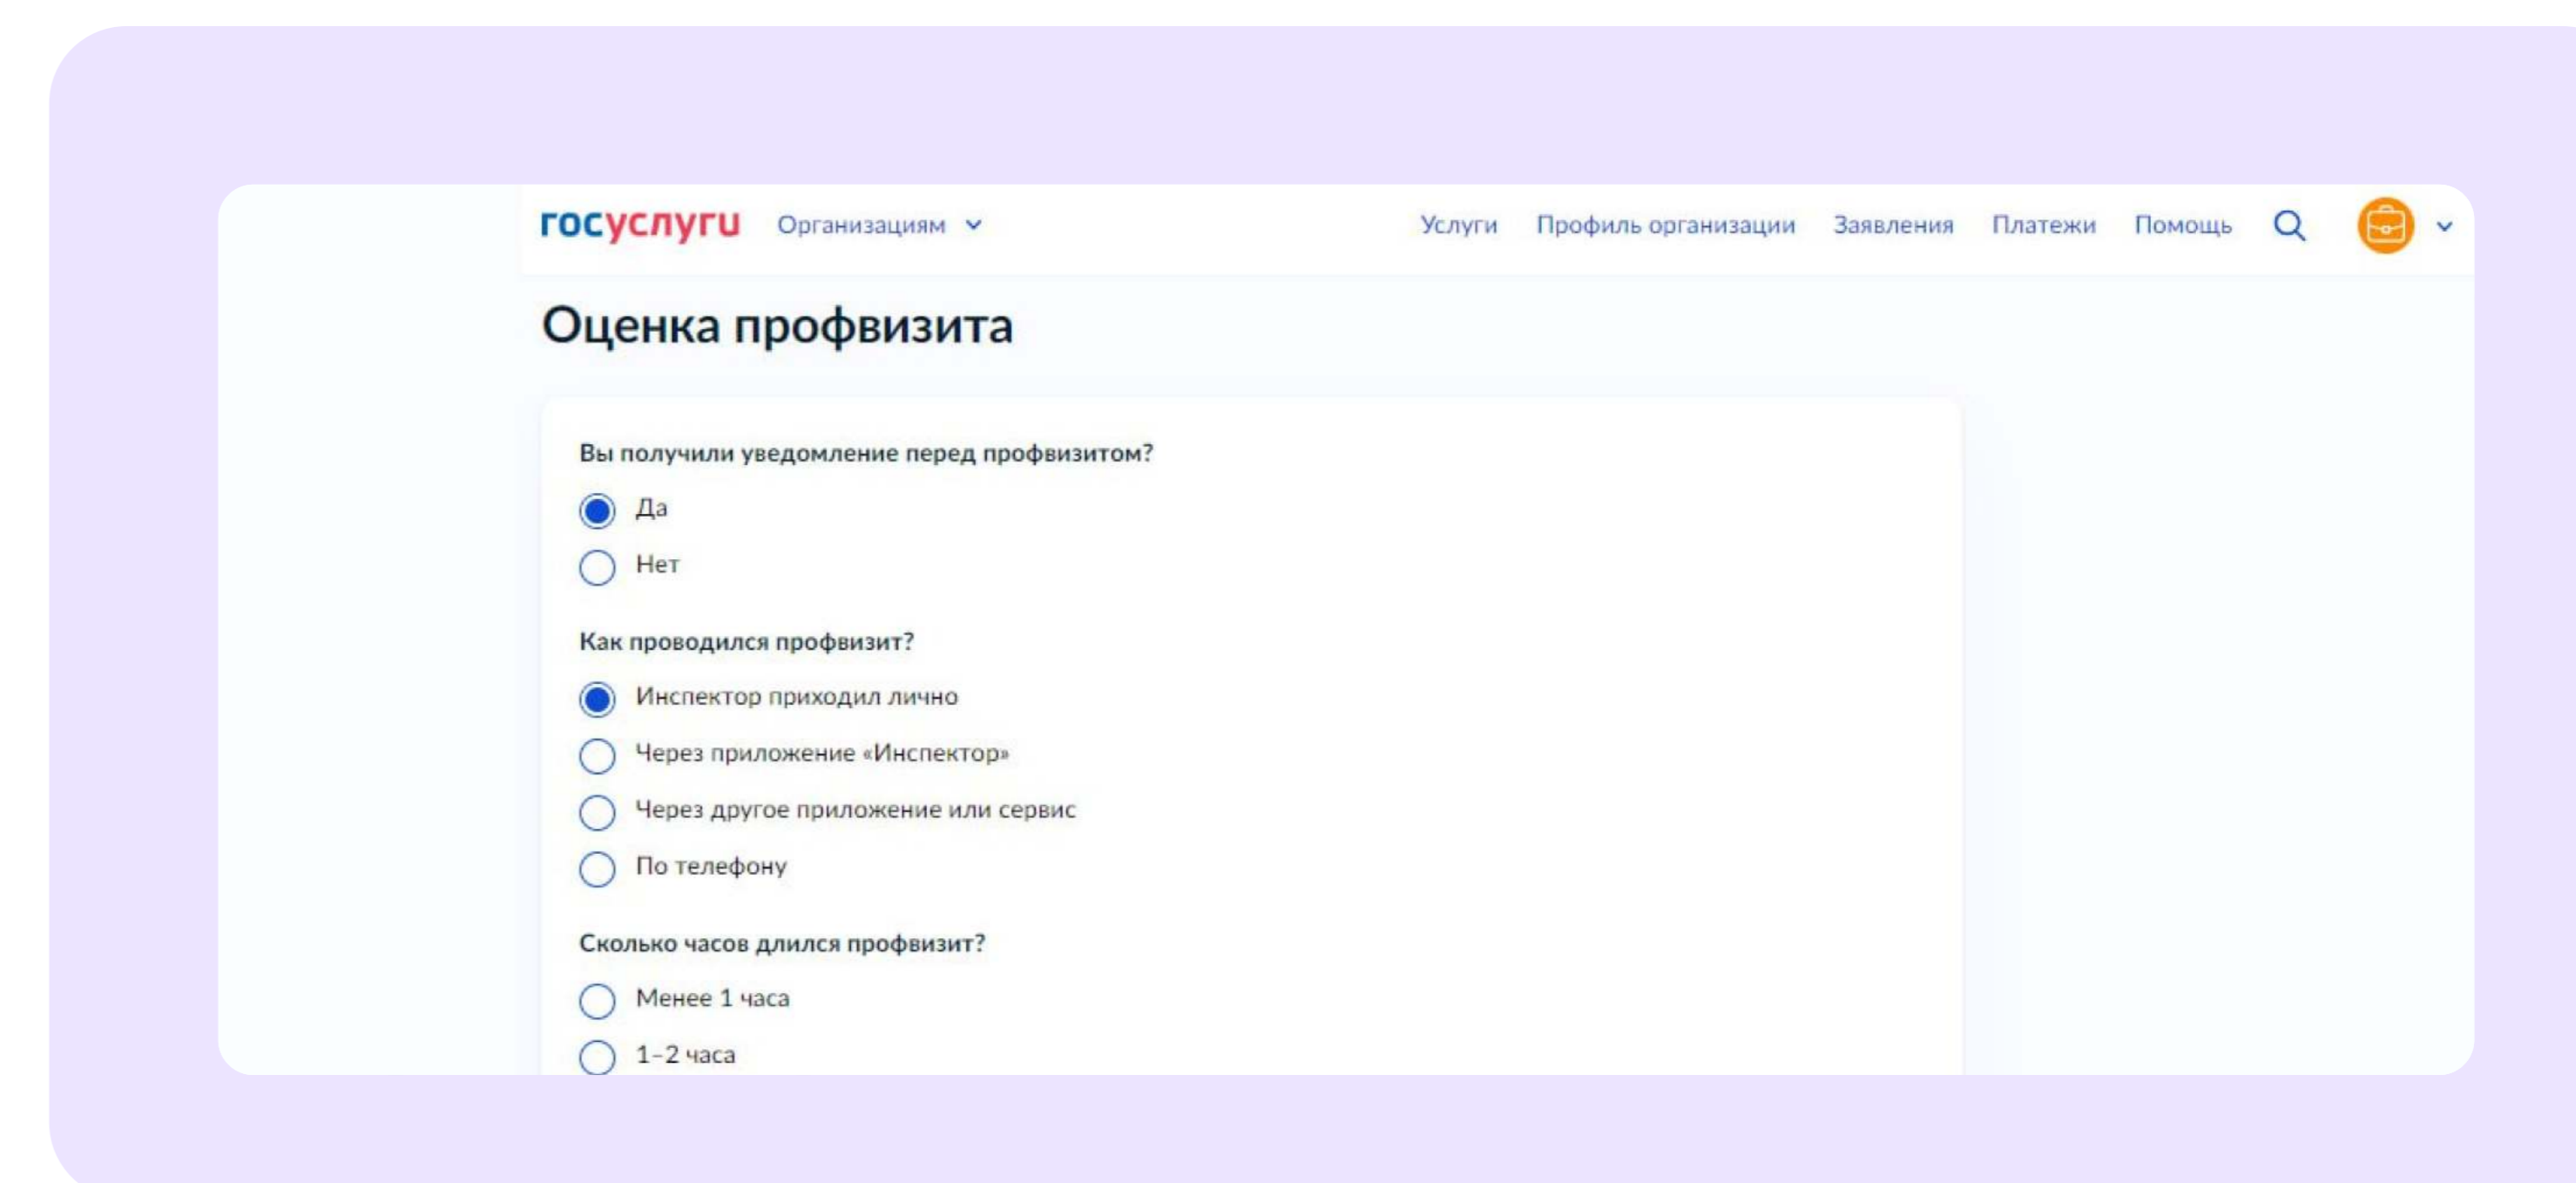 госуслуги Организациям Услуги Профиль организации Заявления Платежи Помощь
Оценка профвизита
Вы получили уведомление перед профвизитом?
Да
Нет
Как проводился профвизит?
Инспектор приходил лично
Через приложение «Инспектор»
Через другое приложение или сервис
По телефону
Сколько часов длился профвизит?
Менее 1 часа
1–2 часа